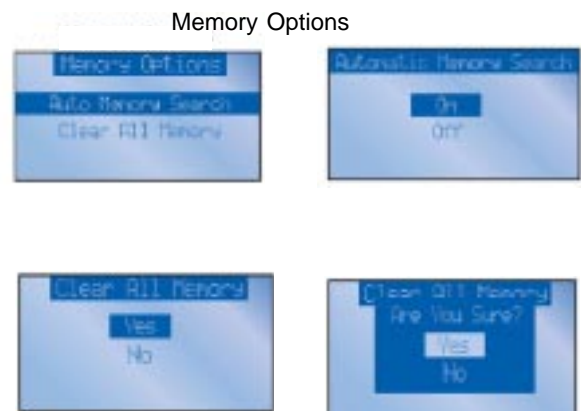 Memory Options
Memory Options
Auto Memory Search
Clear All Memory
Automatic Memory Search
On
Off
Clear All Memory
Yes
No
Clear All Memory
Are You Sure?
Yes
No